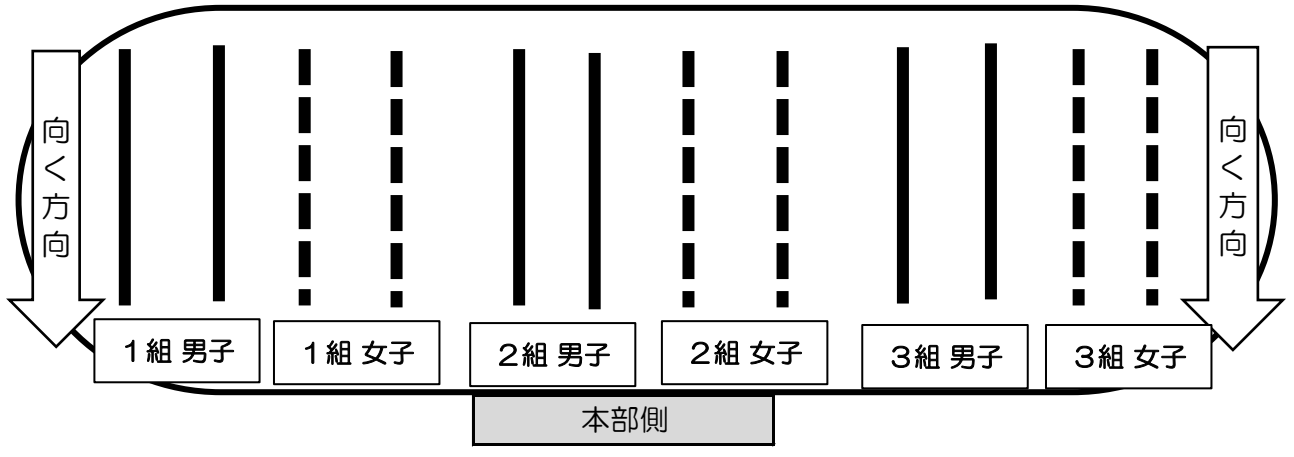 向く方向
向く方向
1組 男子
1組 女子
2組 男子
2組 女子
3組 男子
3組 女子
本部側